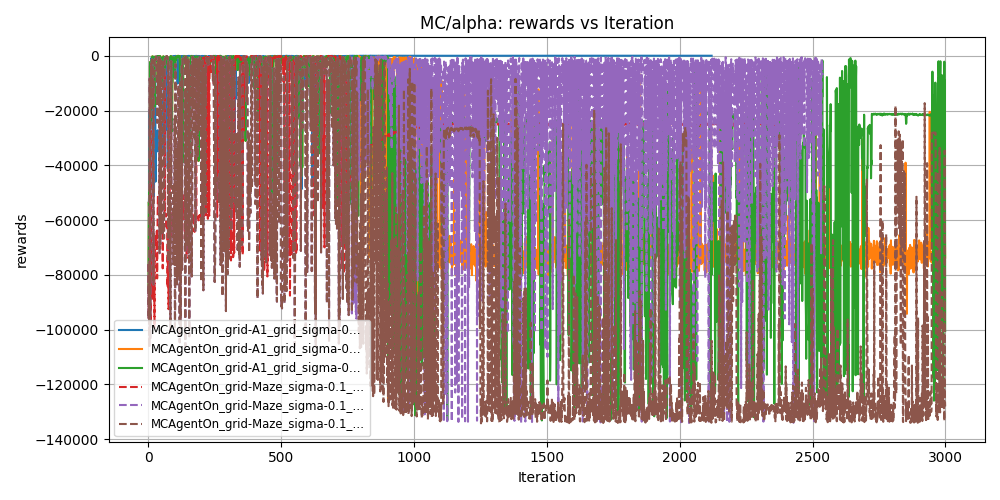 MC/alpha: rewards vs Iteration
rewards
0
−20000
−40000
−60000
−80000
−100000
−120000
−140000
MCAgentOn_grid-A1_grid_sigma-0...
MCAgentOn_grid-A1_grid_sigma-0...
MCAgentOn_grid-A1_grid_sigma-0...
MCAgentOn_grid-Maze_sigma-0.1_...
MCAgentOn_grid-Maze_sigma-0.1_...
MCAgentOn_grid-Maze_sigma-0.1_...
0 500 1000 1500 2000 2500 3000
Iteration